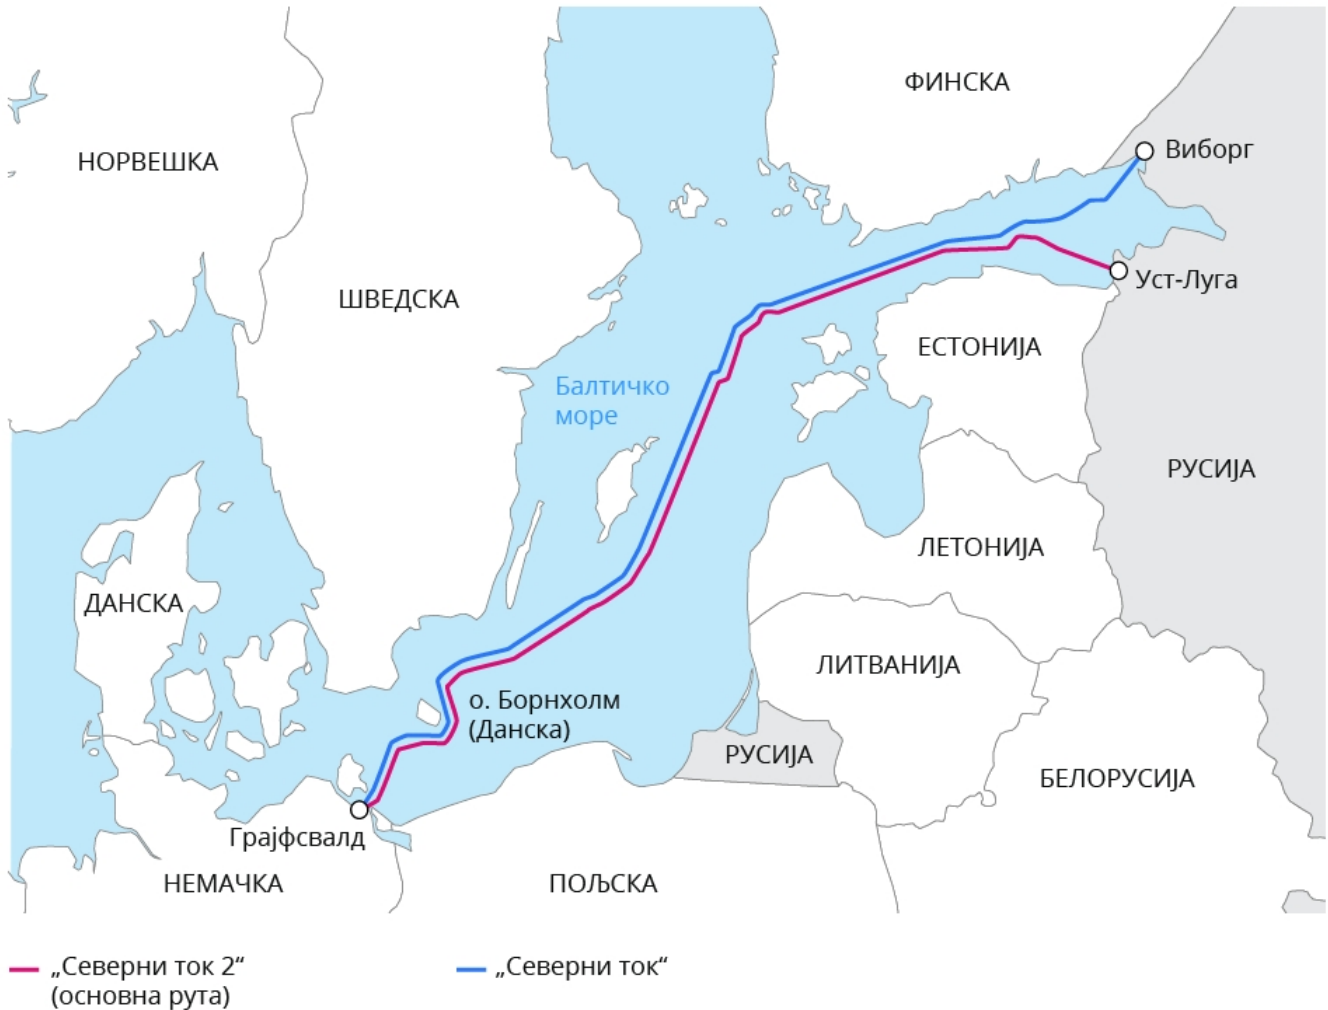 ФИНСКА
Виборг
НОРВЕШКА
Уст-Луга
ШВЕДСКА
ЕСТОНИЈА
Балтичко
море
РУСИЈА
ЛЕТОНИЈА
ДАНСКА
ЛИТВАНИЈА
о. Борнхолм
(Данска)
РУСИЈА
БЕЛОРУСИЈА
Грајфсвалд
НЕМАЧКА
ПОЉСКА
„Северни ток 2“
(основна рута)
„Северни ток“